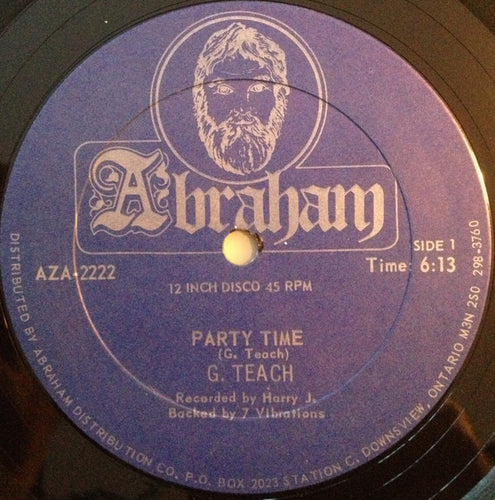 Abraham
SIDE 1
AZA-2222
Time: 6:13
12 INCH DISCO 45 RPM
PARTY TIME
(G. Teach)
G. TEACH
Recorded by Harry J.
Backed by 7 Vibrations
DISTRIBUTED BY ABRAHAM DISTRIBUTION CO. P.O. BOX 2023 STATION C. DOWNSVIEW, ONTARIO M3N 2S0 298-3760